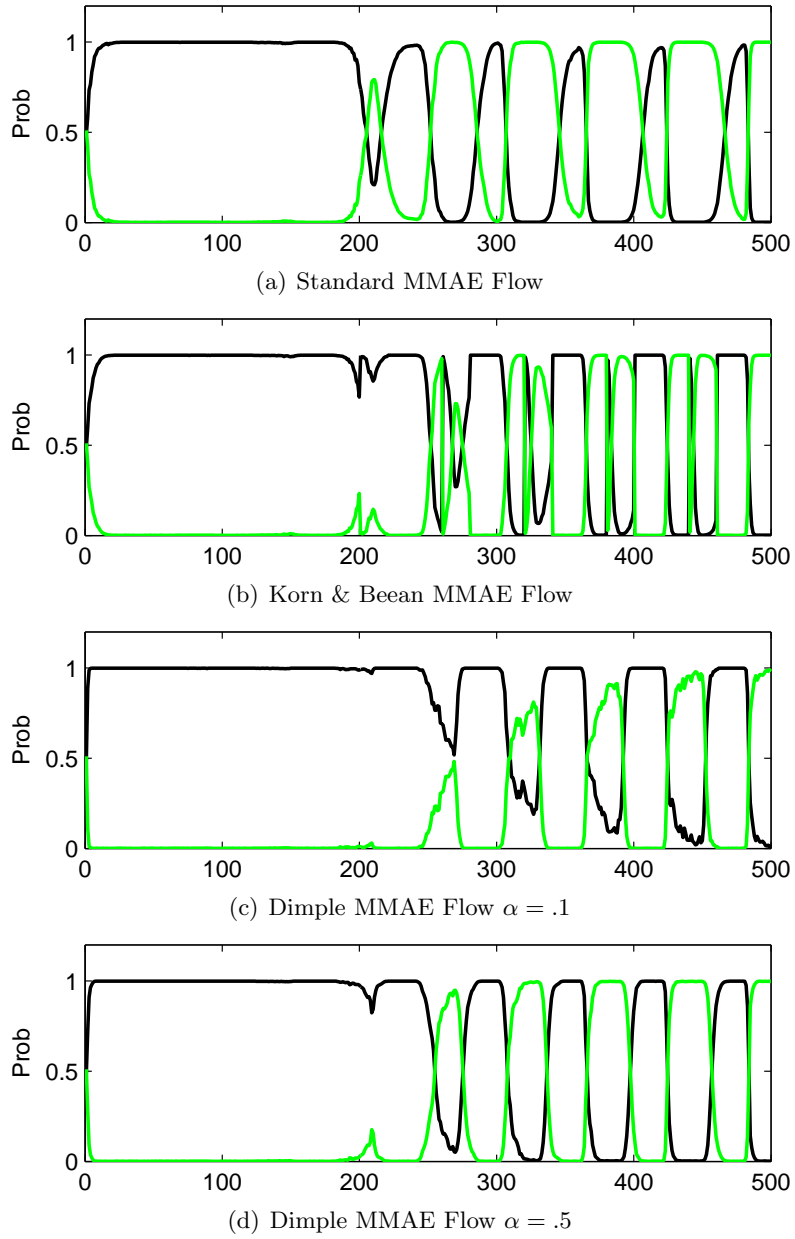 1
Prob
0.5
0
0 100 200 300 400 500
(a) Standard MMAE Flow
1
Prob
0.5
0
0 100 200 300 400 500
(b) Korn & Beean MMAE Flow
1
Prob
0.5
0
0 100 200 300 400 500
(c) Dimple MMAE Flow α = .1
1
Prob
0.5
0
0 100 200 300 400 500
(d) Dimple MMAE Flow α = .5